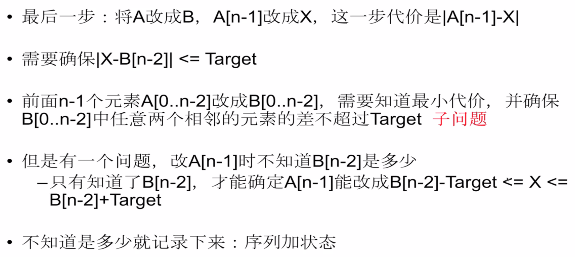 • 最后一步：将A改成B，A[n-1]改成X，这一步代价是|A[n-1]-X|
• 需要确保|X-B[n-2]| <= Target
• 前面n-1个元素A[0..n-2]改成B[0..n-2]，需要知道最小代价，并确保
B[0..n-2]中任意两个相邻的元素的差不超过Target 子问题
• 但是有一个问题，改A[n-1]时不知道B[n-2]是多少
–只有知道了B[n-2]，才能确定A[n-1]能改成B[n-2]-Target <= X <=
B[n-2]+Target
• 不知道是多少就记录下来：序列加状态